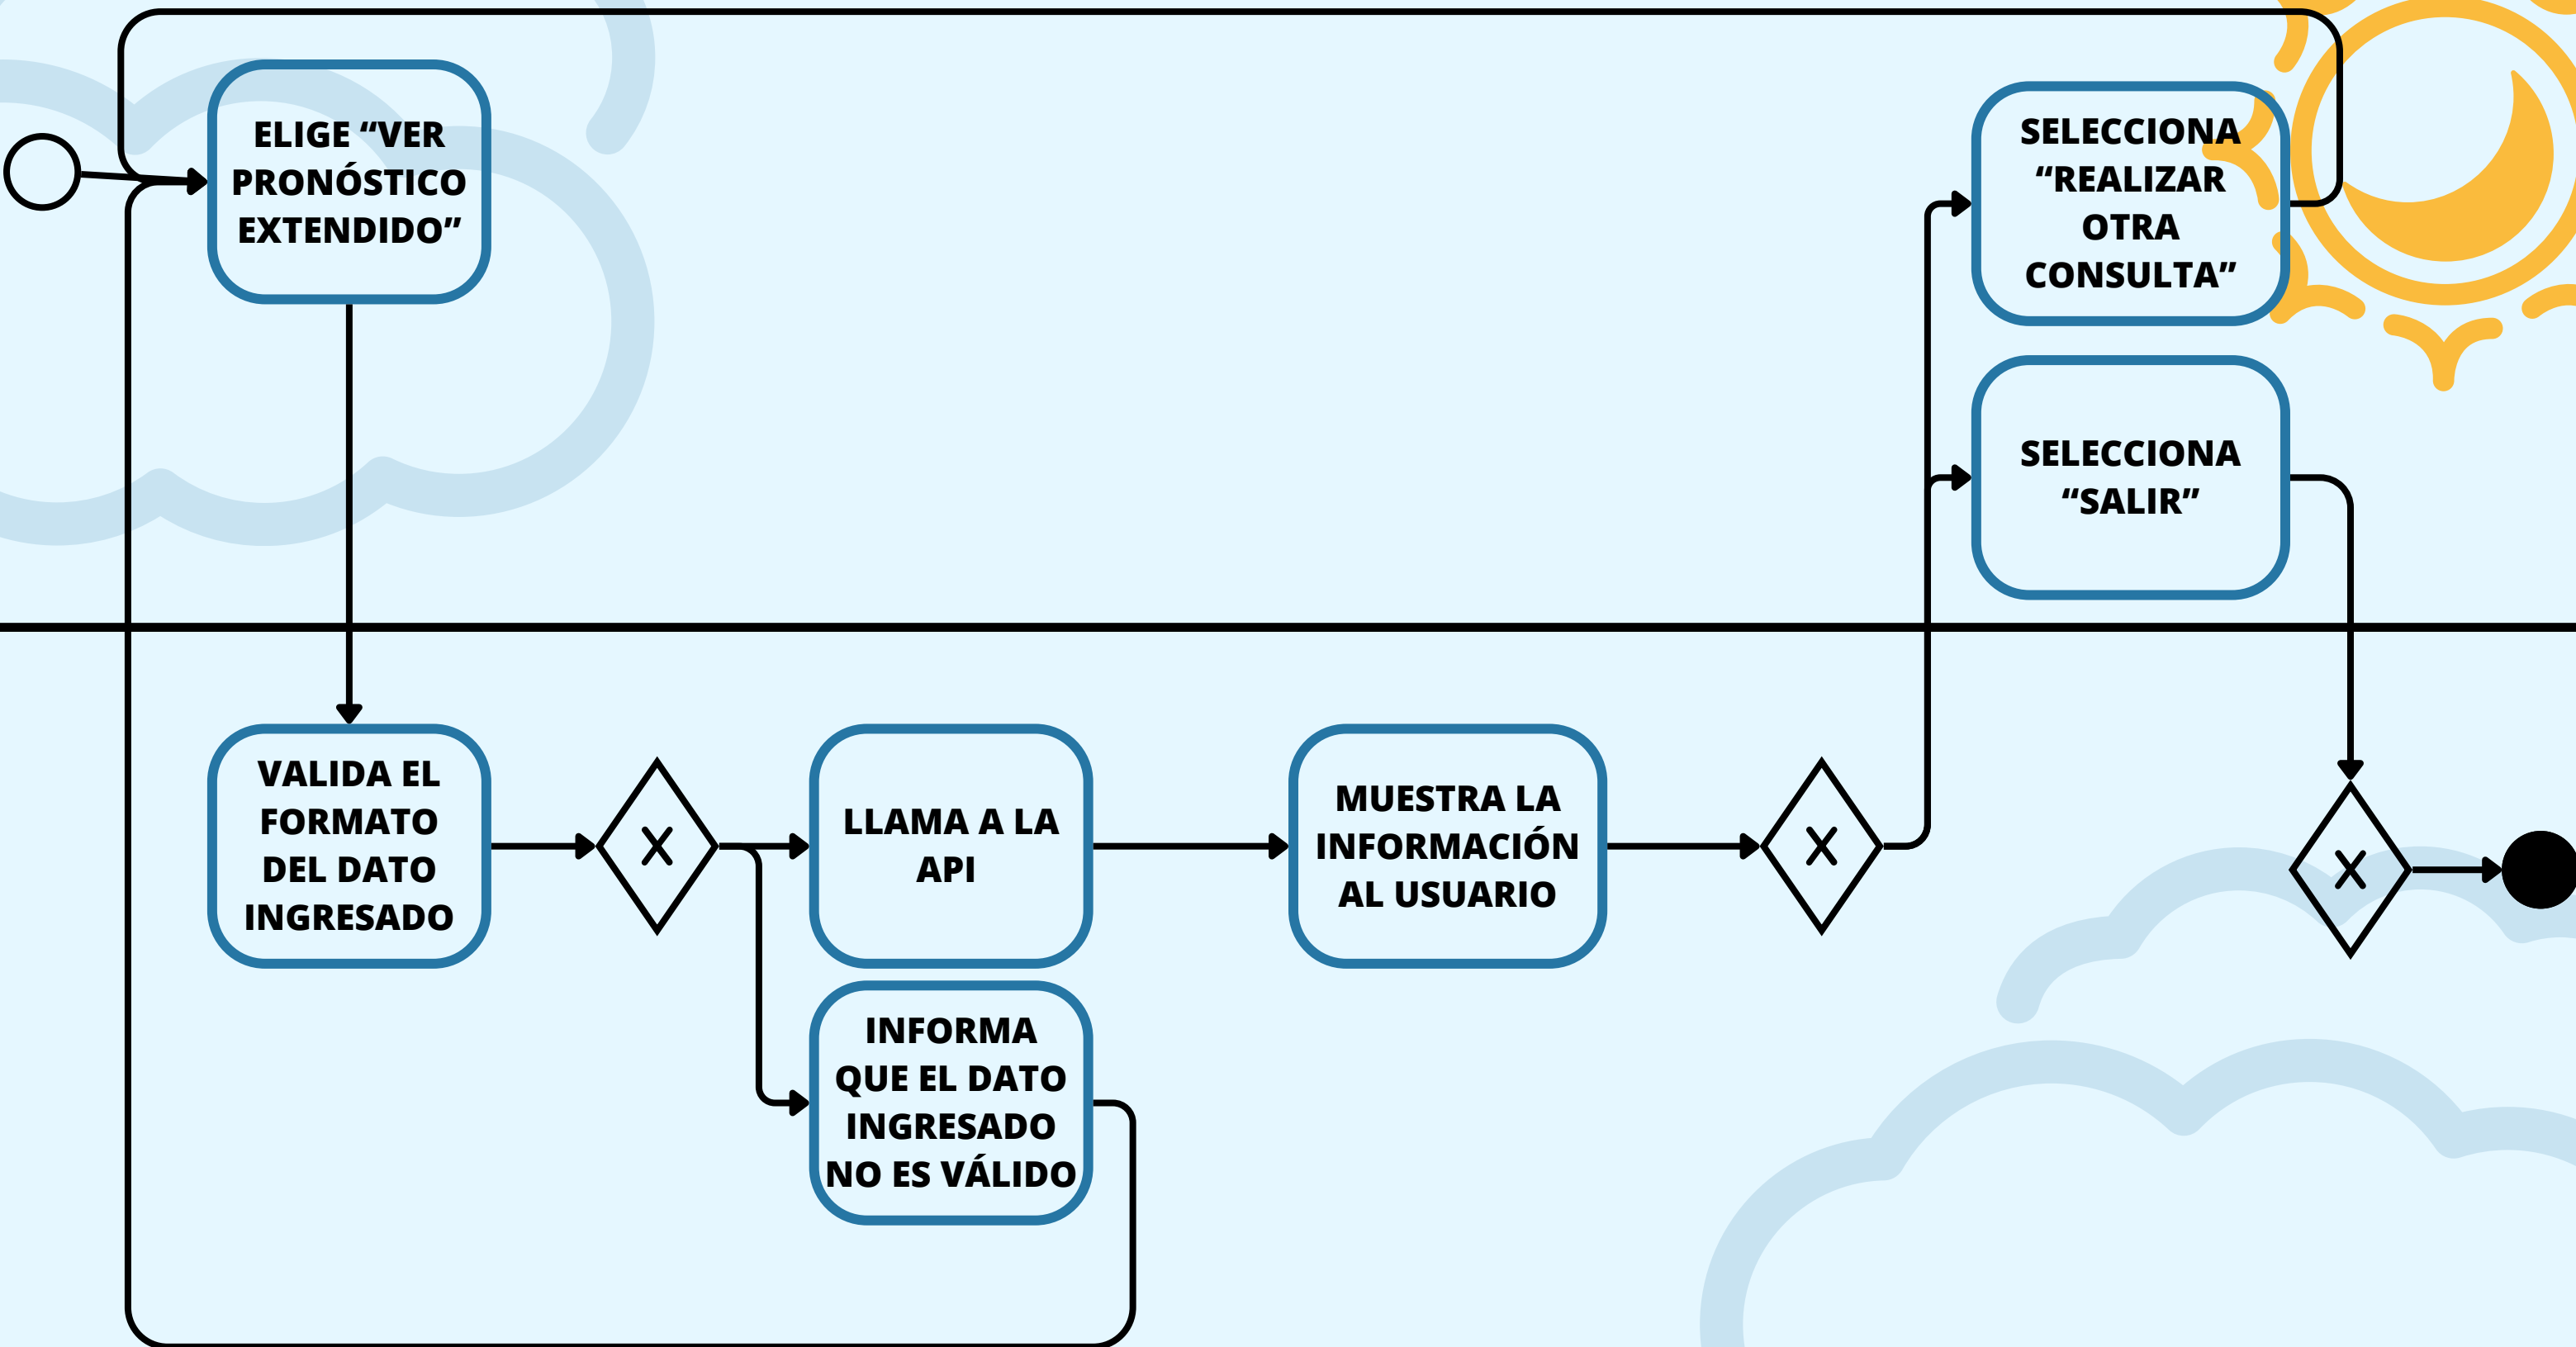 ELIGE “VER
PRONÓSTICO
EXTENDIDO”
SELECCIONA
“REALIZAR
OTRA
CONSULTA”
SELECCIONA
“SALIR”
VALIDA EL
FORMATO
DEL DATO
INGRESADO
X
LLAMA A LA
API
MUESTRA LA
INFORMACIÓN
AL USUARIO
X
X
INFORMA
QUE EL DATO
INGRESADO
NO ES VÁLIDO